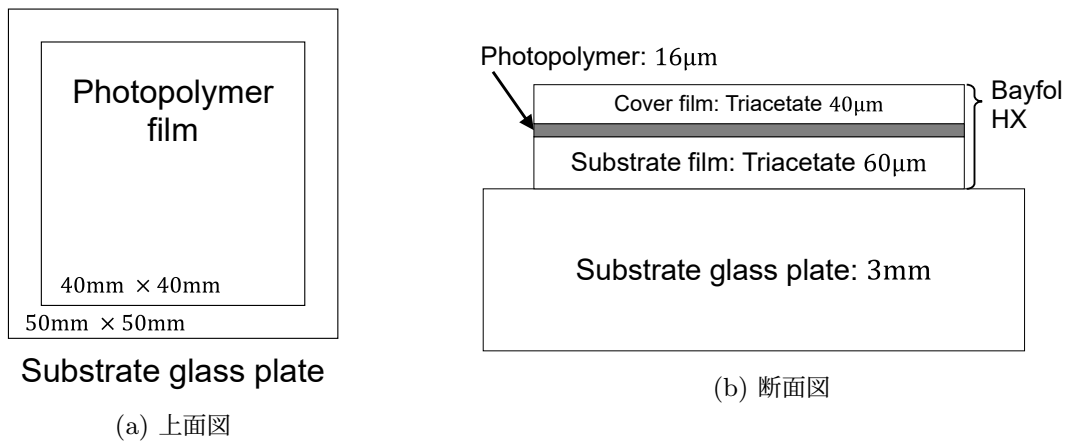 Photopolymer
film
40mm × 40mm
50mm × 50mm
Substrate glass plate
(a) 上面図
Photopolymer: 16μm
Cover film: Triacetate 40μm
Bayfol
HX
Substrate film: Triacetate 60μm
Substrate glass plate: 3mm
(b) 断面図